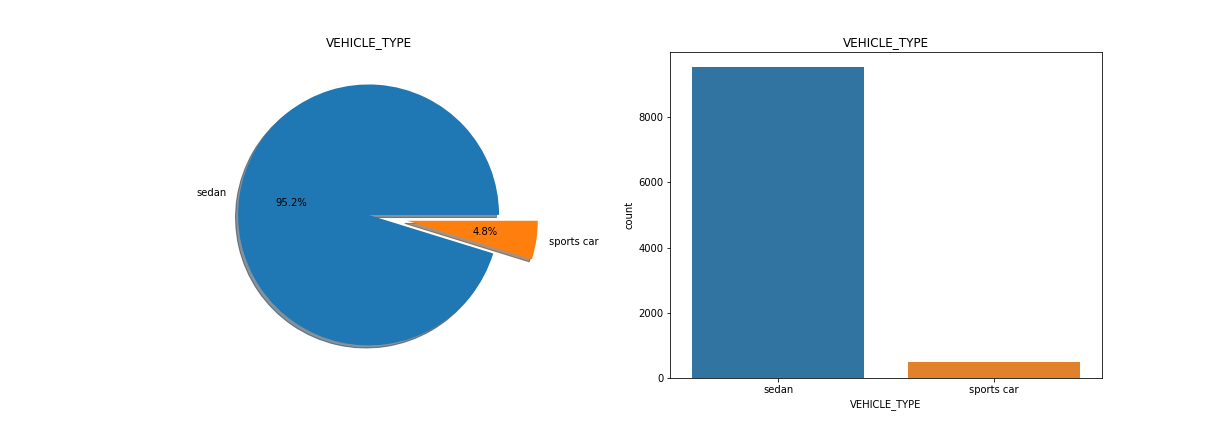 VEHICLE_TYPE
sedan
95.2%
4.8%
sports car
VEHICLE_TYPE
count
8000
6000
4000
2000
0
sedan
sports car
VEHICLE_TYPE